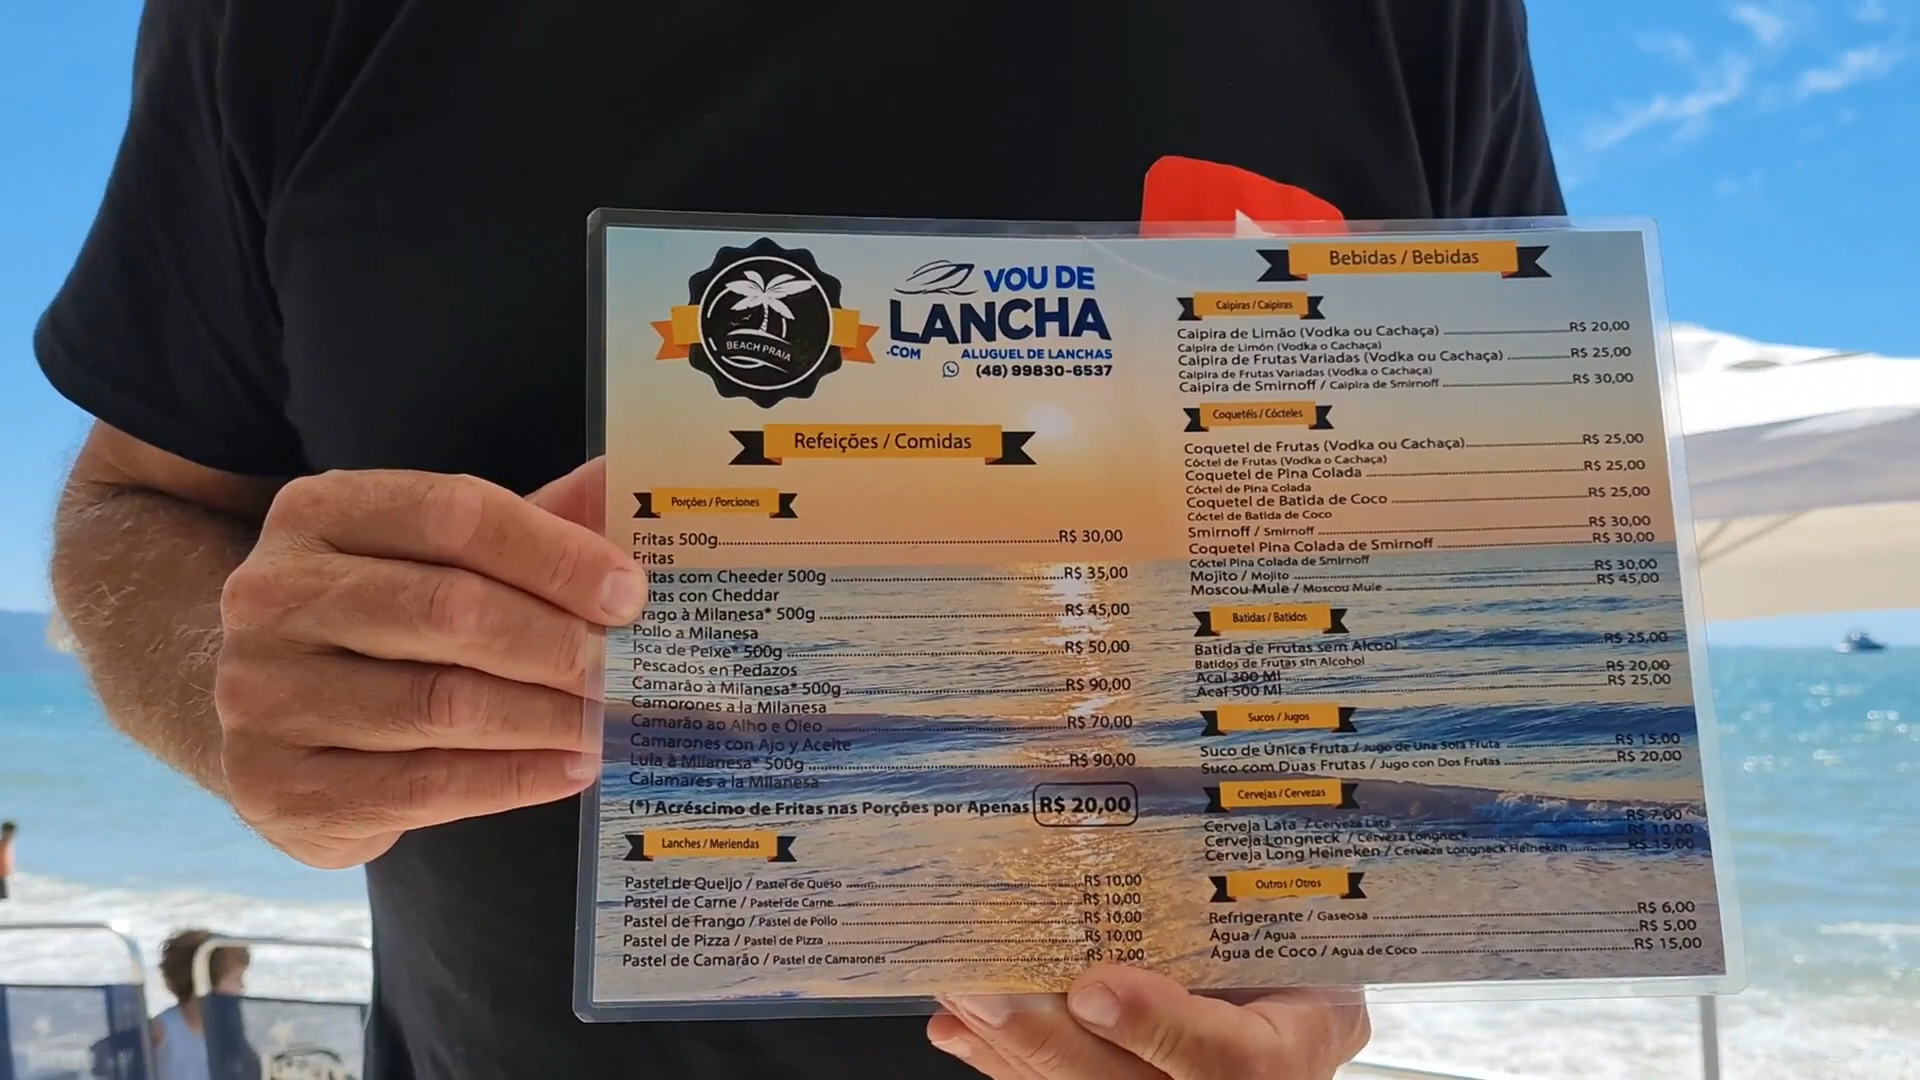 BEACH PRAIA
VOU DE
LANCHA
.COM
ALUGUEL DE LANCHAS
(48) 99830-6537
Refeições / Comidas
Porções / Porciones
Fritas 500g R$ 30,00
Fritas
itas com Cheeder 500g R$ 35,00
itas con Cheddar
rago à Milanesa* 500g R$ 45,00
Pollo a Milanesa
Isca de Peixe* 500g R$ 50,00
Pescados en Pedazos
Camarão à Milanesa* 500g R$ 90,00
Camorones a la Milanesa
Camarão ao Alho e Óleo R$ 70,00
Camarones con Ajo y Aceite
Lula à Milanesa* 500g R$ 90,00
Calamares a la Milanesa
(*) Acréscimo de Fritas nas Porções por Apenas R$ 20,00
Lanches / Meriendas
Pastel de Queijo / Pastel de Queso R$ 10,00
Pastel de Carne / Pastel de Carne R$ 10,00
Pastel de Frango / Pastel de Pollo R$ 10,00
Pastel de Pizza / Pastel de Pizza R$ 10,00
Pastel de Camarão / Pastel de Camarones R$ 12,00
Bebidas / Bebidas
Caipiras / Caipiras
Caipira de Limão (Vodka ou Cachaça) R$ 20,00
Caipira de Limón (Vodka o Cachaça)
Caipira de Frutas Variadas (Vodka ou Cachaça) R$ 25,00
Caipira de Frutas Variadas (Vodka o Cachaça)
Caipira de Smirnoff / Caipira de Smirnoff R$ 30,00
Coquetéis / Cócteles
Coquetel de Frutas (Vodka ou Cachaça) R$ 25,00
Cóctel de Frutas (Vodka o Cachaça)
Coquetel de Pina Colada R$ 25,00
Cóctel de Pina Colada
Coquetel de Batida de Coco R$ 25,00
Cóctel de Batida de Coco
Smirnoff / Smirnoff R$ 30,00
Coquetel Pina Colada de Smirnoff R$ 30,00
Cóctel Pina Colada de Smirnoff
Mojito / Mojito R$ 30,00
Moscou Mule / Moscou Mule R$ 45,00
Batidas / Batidos
Batida de Frutas sem Alcool R$ 25,00
Batidos de Frutas sin Alcohol
Acaí 300 Ml R$ 20,00
Acaí 500 Ml R$ 25,00
Sucos / Jugos
Suco de Única Fruta / Jugo de Una Sola Fruta R$ 15,00
Suco com Duas Frutas / Jugo con Dos Frutas R$ 20,00
Cervejas / Cervezas
Cerveja Lata / Cerveza Lata R$ 7,00
Cerveja Longneck / Cerveza Longneck R$ 10,00
Cerveja Long Heineken / Cerveza Longneck Heineken R$ 15,00
Outros / Otros
Refrigerante / Gaseosa R$ 6,00
Água / Agua R$ 5,00
Água de Coco / Agua de Coco R$ 15,00